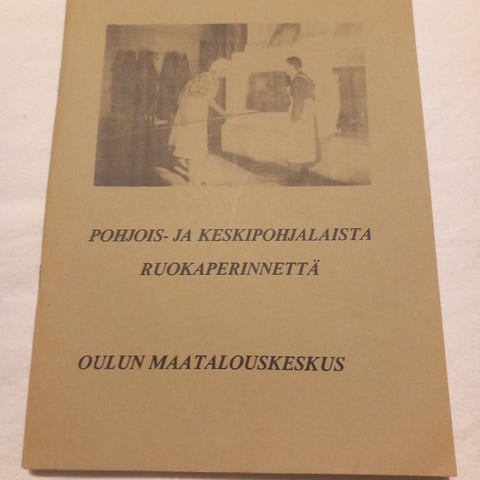 POHJOIS- JA KESKIPOHJALAISTA
RUOKAPERINNETTÄ
OULUN MAATALOUSKESKUS